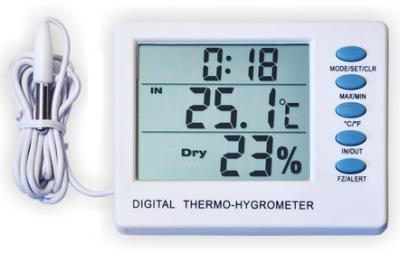 0:18
MODE/SET/CLR
IN
25.1°C
MAX/MIN
°C/°F
Dry 23%
IN/OUT
FZ/ALERT
DIGITAL THERMO-HYGROMETER